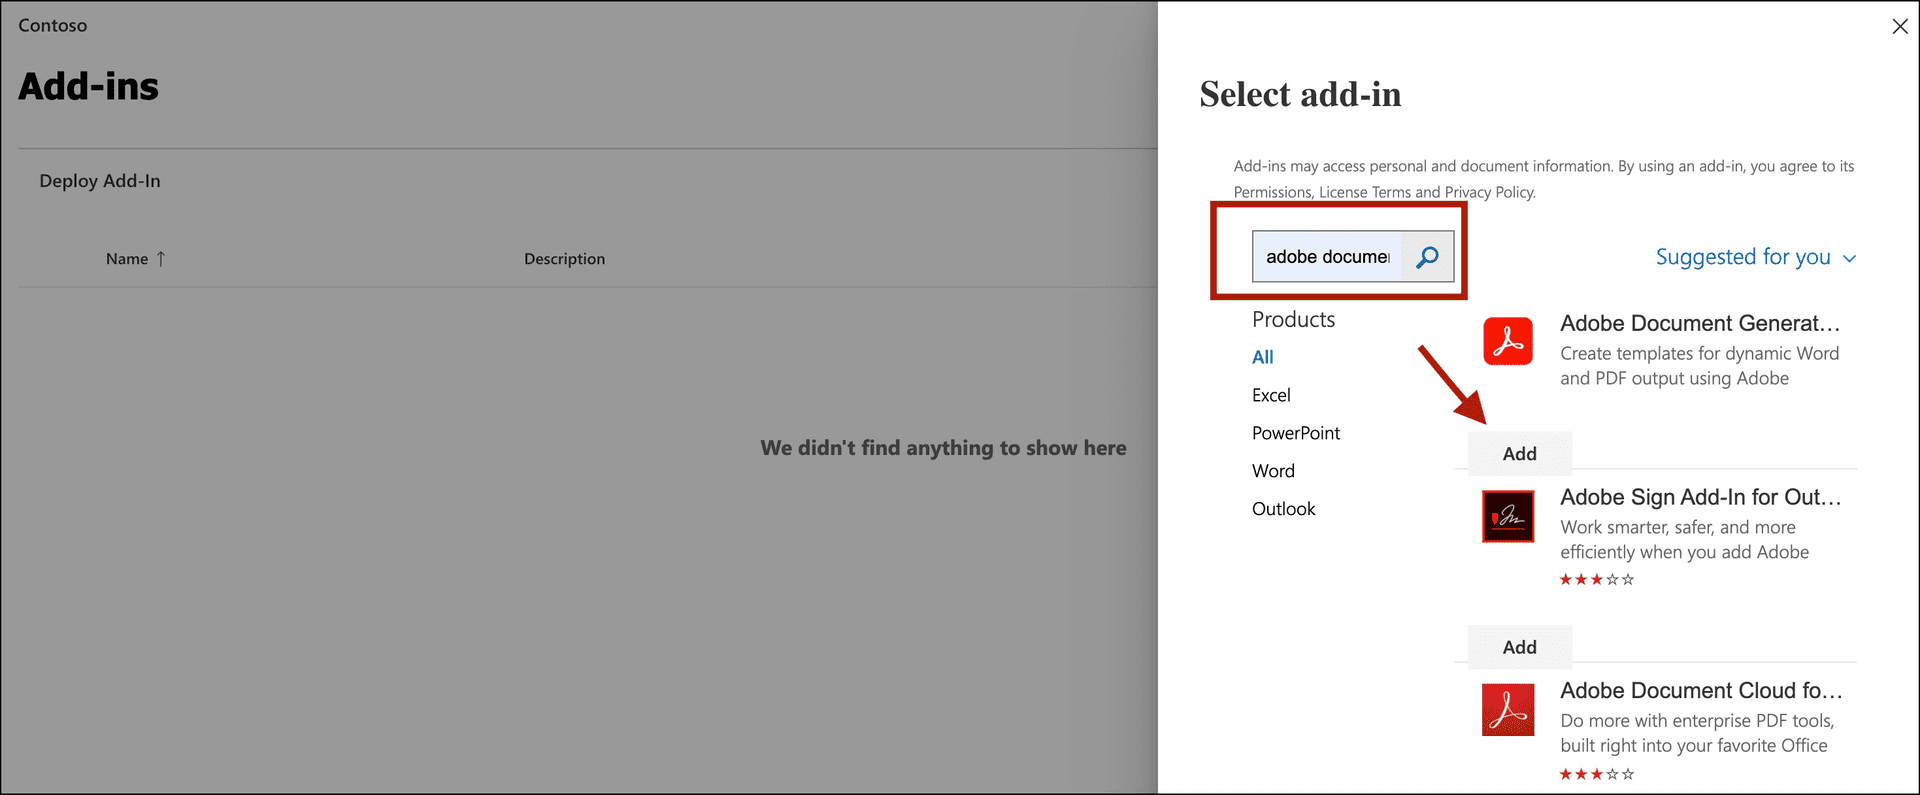 Contoso
Add-ins
Deploy Add-In
Name ↑
Description
We didn't find anything to show here
Select add-in
Add-ins may access personal and document information. By using an add-in, you agree to its
Permissions, License Terms and Privacy Policy.
adobe documen
Suggested for you
Products
All
Excel
PowerPoint
Word
Outlook
Adobe Document Generat...
Create templates for dynamic Word
and PDF output using Adobe
Add
Adobe Sign Add-In for Out...
Work smarter, safer, and more
efficiently when you add Adobe
Add
Adobe Document Cloud fo...
Do more with enterprise PDF tools,
built right into your favorite Office